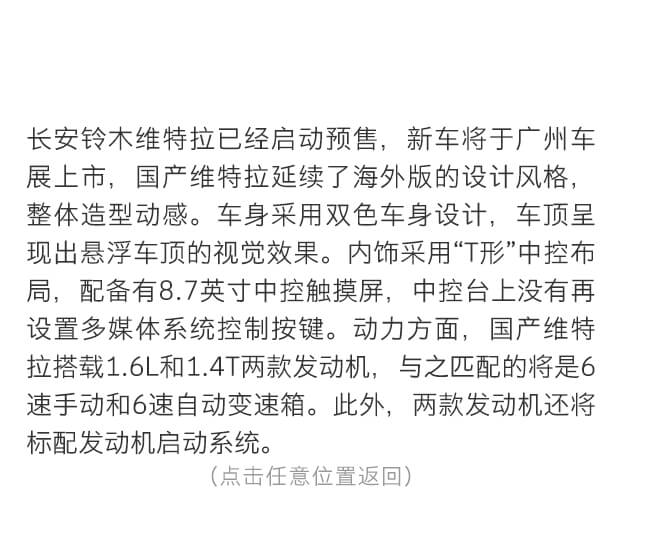 长安铃木维特拉已经启动预售，新车将于广州车
展上市，国产维特拉延续了海外版的设计风格，
整体造型动感。车身采用双色车身设计，车顶呈
现出悬浮车顶的视觉效果。内饰采用“T形”中控布
局，配备有8.7英寸中控触摸屏，中控台上没有再
设置多媒体系统控制按键。动力方面，国产维特
拉搭载1.6L和1.4T两款发动机，与之匹配的将是6
速手动和6速自动变速箱。此外，两款发动机还将
标配发动机启动系统。
（点击任意位置返回）